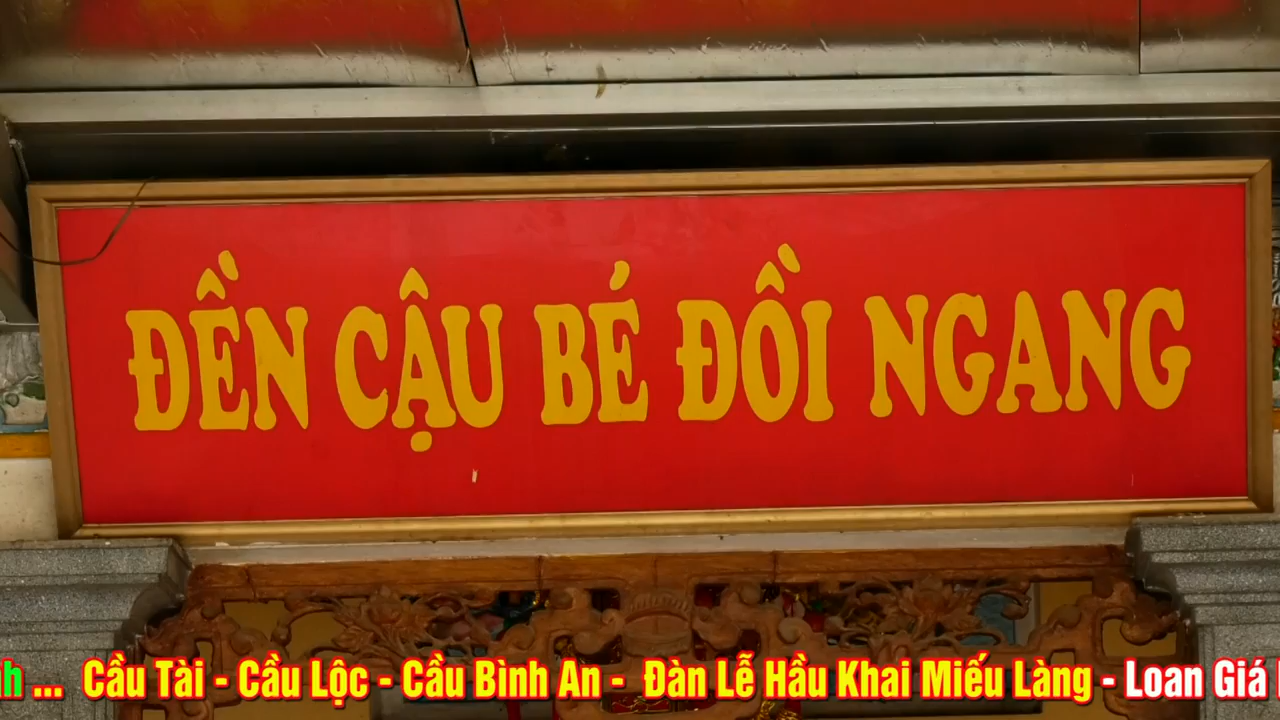 ĐỀN CẬU BÉ ĐỒI NGANG
... Cầu Tài - Cầu Lộc - Cầu Bình An - Đàn Lễ Hầu Khai Miếu Làng - Loan Giá